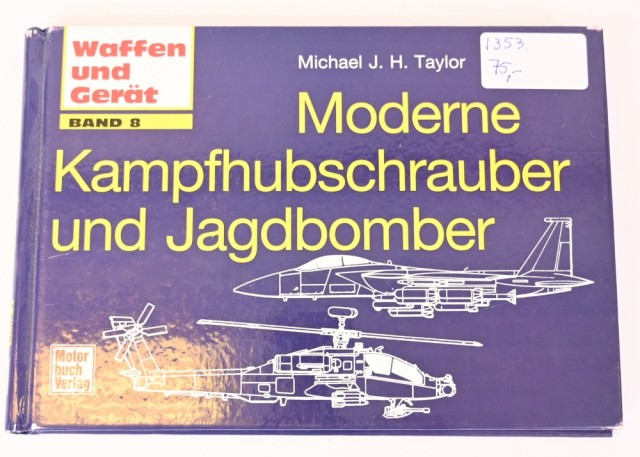 Waffen
und
Gerät
BAND 8
Michael J. H. Taylor
1353
75,-
Moderne
Kampfhubschrauber
und Jagdbomber
Motor
buch
Verlag